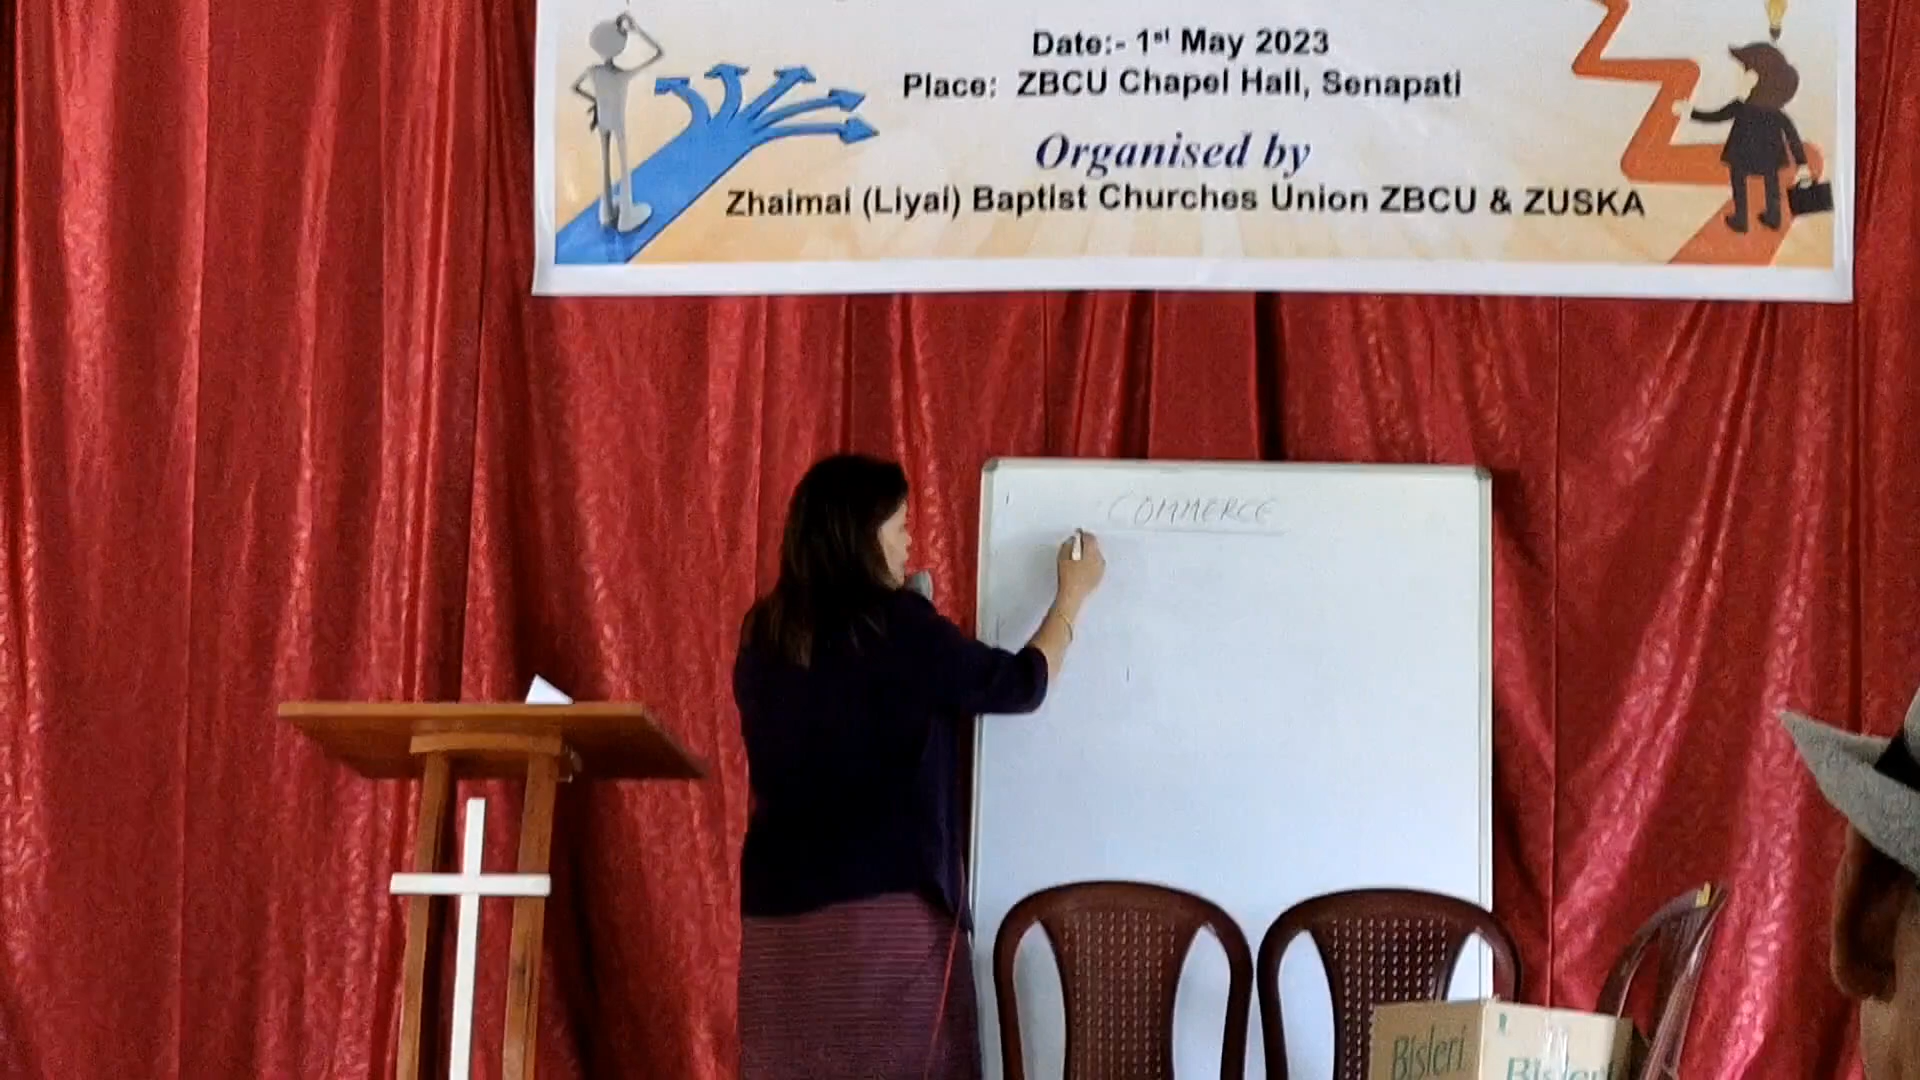 Date:- 1st May 2023
Place: ZBCU Chapel Hall, Senapati
Organised by
Zhaimai (Liyai) Baptist Churches Union ZBCU & ZUSKA
COMMERCE
Bisleri
Bisleri